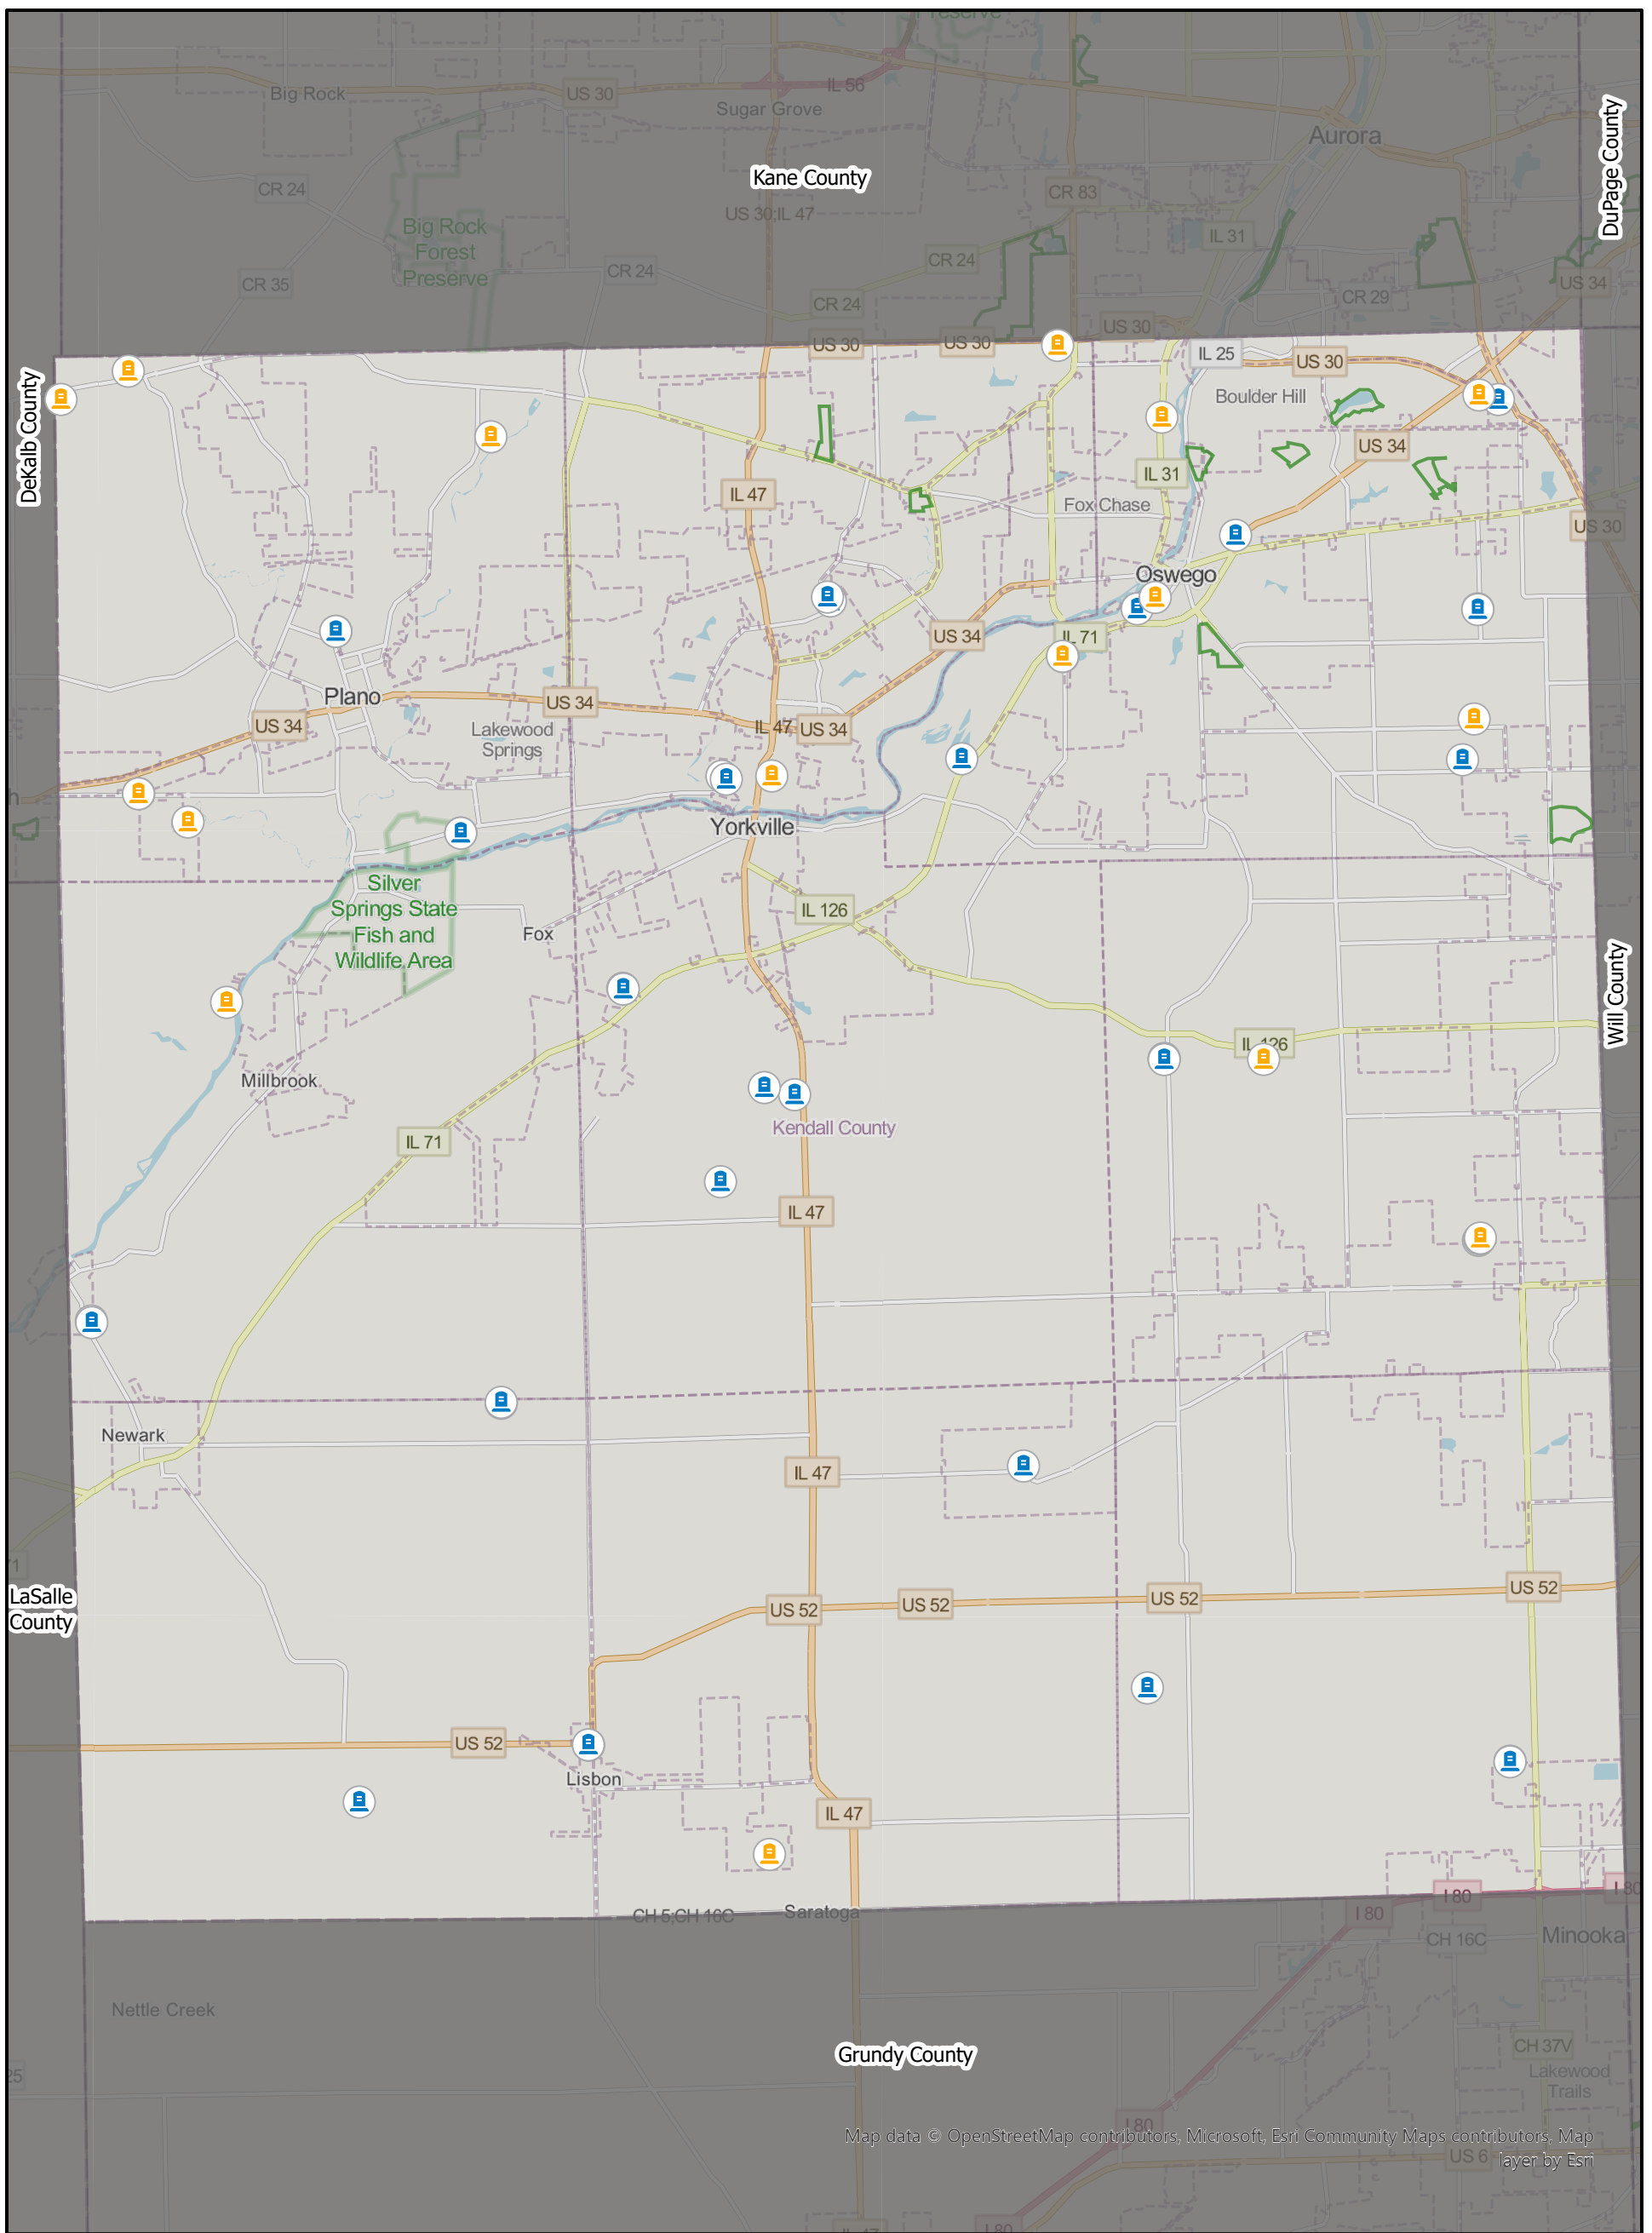 Preserve
IL 56
Big Rock
US 30
Sugar Grove
Aurora
DuPage County
Kane County
CR 24
CR 83
US 30;IL 47
Big Rock
Forest
Preserve
IL 31
CR 24
CR 24
CR 35
US 34
CR 29
CR 24
US 30
US 30
US 30
IL 25
US 30
DeKalb County
Boulder Hill
US 34
IL 31
IL 47
Fox Chase
US 30
Oswego
US 34
IL 71
Plano
US 34
US 34
IL 47
US 34
Lakewood
Springs
h
Yorkville
Silver
Springs State
Fish and
Wildlife Area
IL 126
Fox
Will County
IL 126
Millbrook
Kendall County
IL 71
IL 47
Newark
IL 47
71
LaSalle
County
US 52
US 52
US 52
US 52
US 52
Lisbon
IL 47
I 80
I 80
CH 5;CH 16C
Saratoga
I 80
Minooka
CH 16C
Nettle Creek
Grundy County
CH 37V
25
Lakewood
Trails
I 80
Map data © OpenStreetMap contributors, Microsoft, Esri Community Maps contributors, Map
layer by Esri
US 6
I 80
IL 47